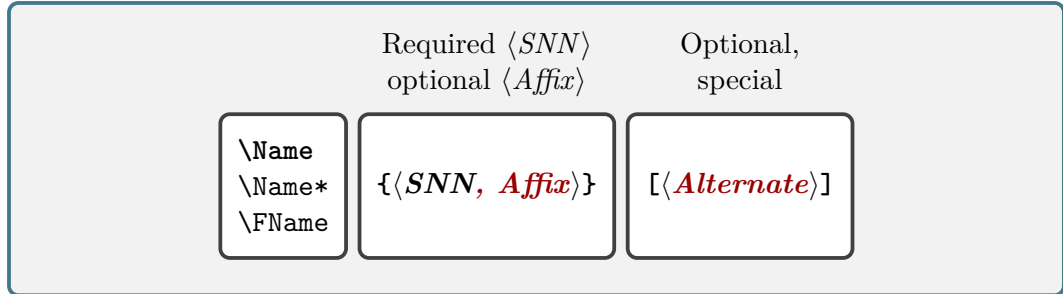 Required ⟨SNN⟩
optional ⟨Affix⟩
Optional,
special
\Name
\Name*
\FName
{⟨SNN, Affix⟩}
[⟨Alternate⟩]